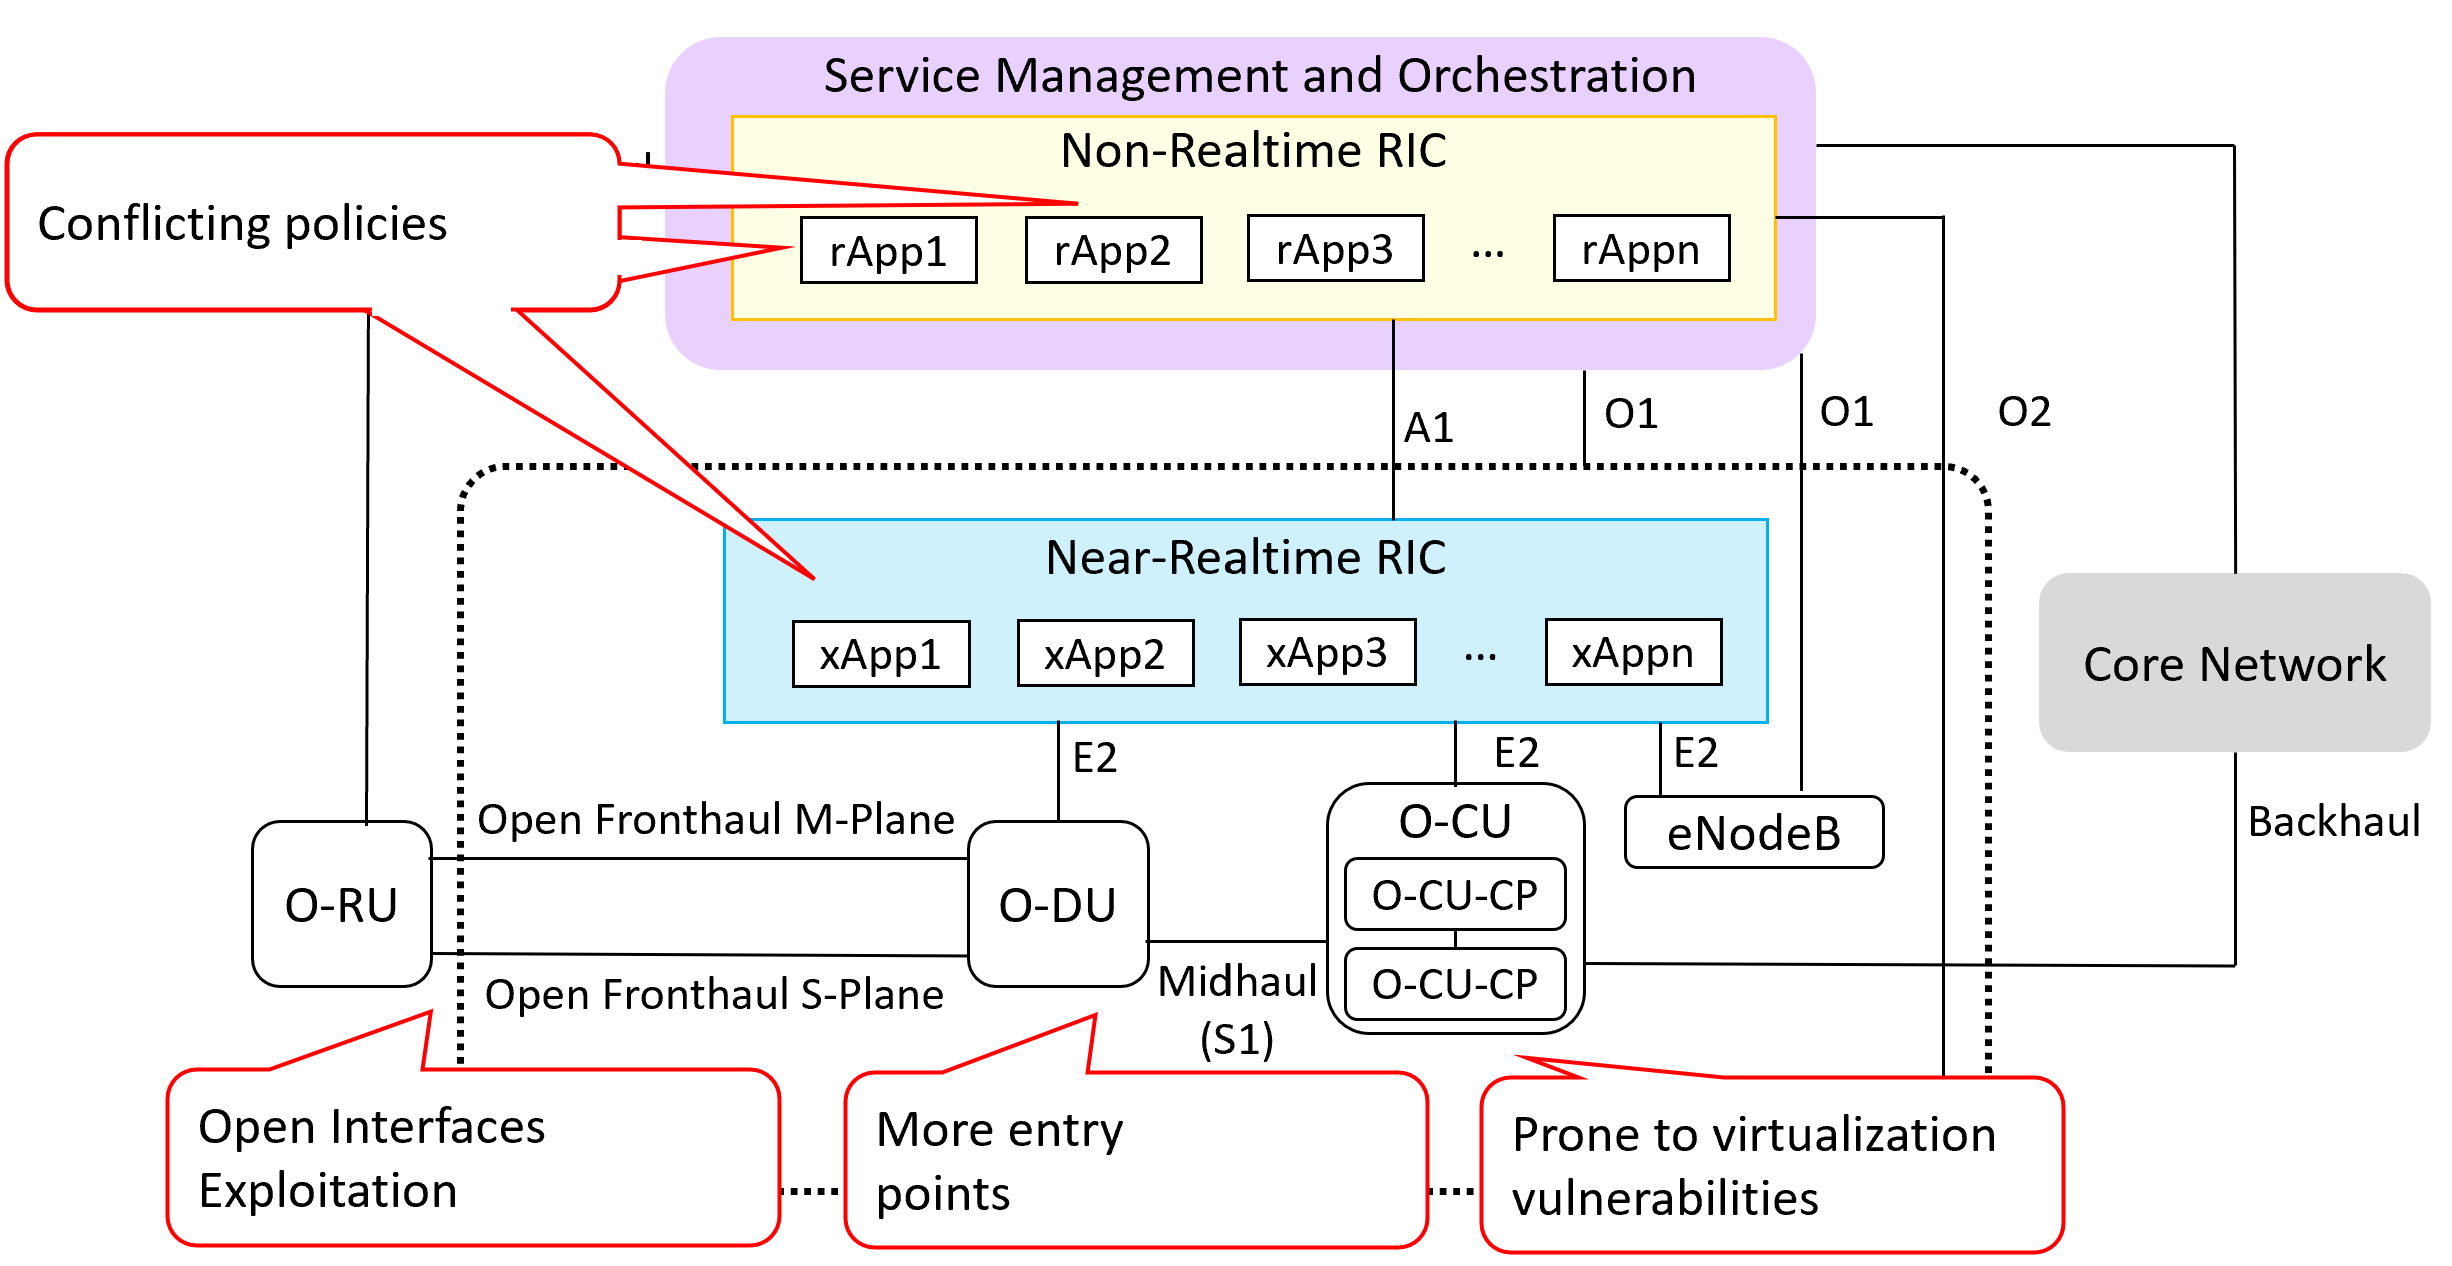 Service Management and Orchestration
Non-Realtime RIC
Conflicting policies
rApp1
rApp2
rApp3
...
rAppn
A1
O1
O1
O2
Near-Realtime RIC
xApp1
xApp2
xApp3
...
xAppn
Core Network
E2
E2
E2
Open Fronthaul M-Plane
O-CU
eNodeB
Backhaul
O-RU
O-DU
O-CU-CP
Open Fronthaul S-Plane
Midhaul
(S1)
O-CU-CP
Open Interfaces
Exploitation
More entry
points
Prone to virtualization
vulnerabilities